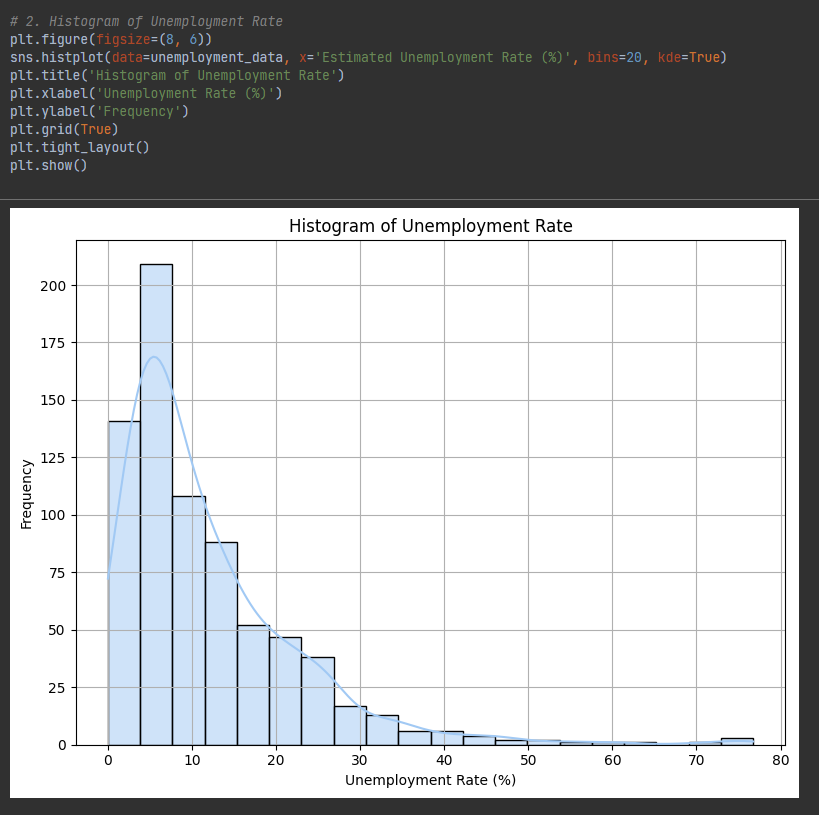 # 2. Histogram of Unemployment Rate
plt.figure(figsize=(8, 6))
sns.histplot(data=unemployment_data, x='Estimated Unemployment Rate (%)', bins=20, kde=True)
plt.title('Histogram of Unemployment Rate')
plt.xlabel('Unemployment Rate (%)')
plt.ylabel('Frequency')
plt.grid(True)
plt.tight_layout()
plt.show()
Histogram of Unemployment Rate
200
175
150
125
100
75
50
25
0
Frequency
0 10 20 30 40 50 60 70 80
Unemployment Rate (%)